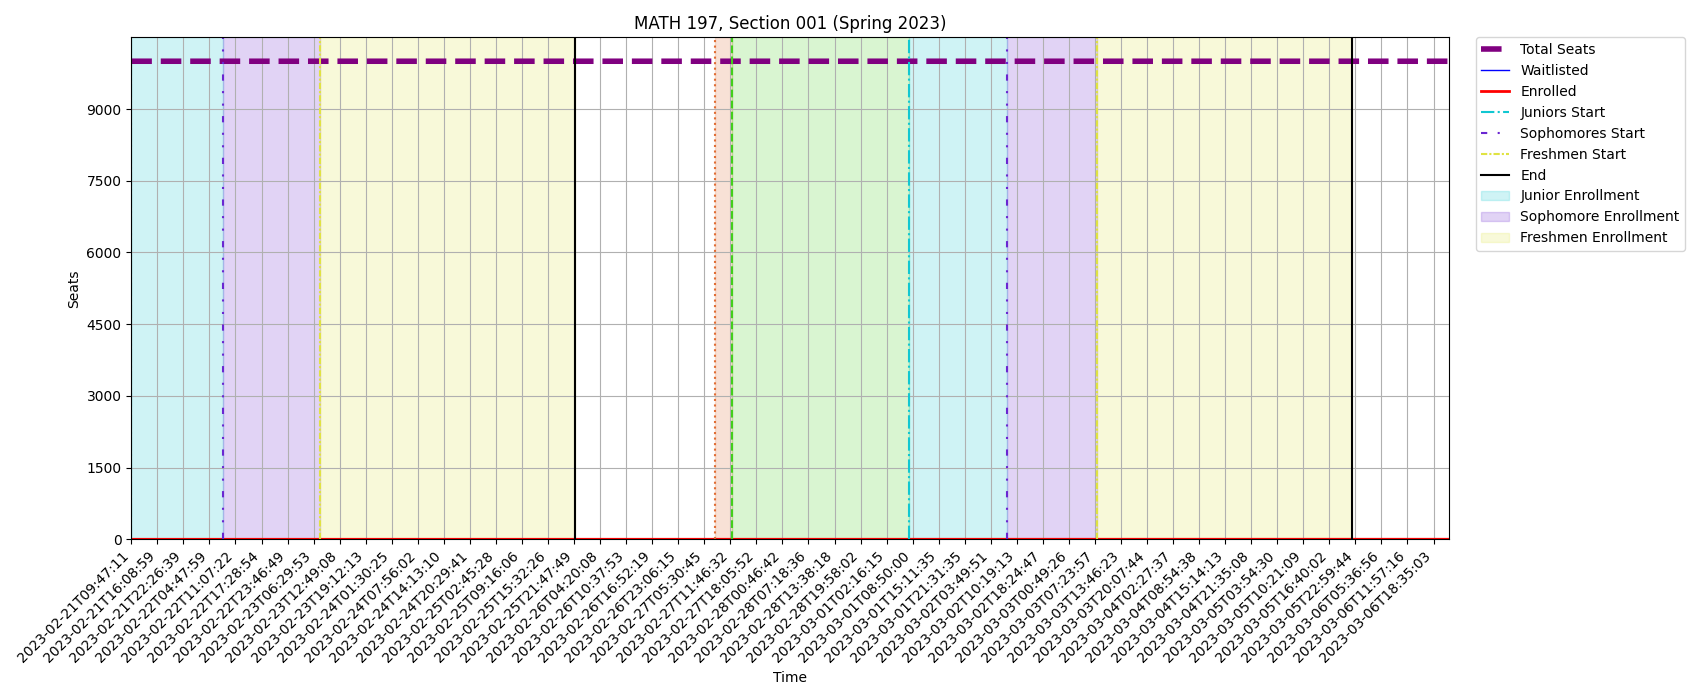 MATH 197, Section 001 (Spring 2023)
Total Seats
Waitlisted
Enrolled
Juniors Start
Sophomores Start
Freshmen Start
End
Junior Enrollment
Sophomore Enrollment
Freshmen Enrollment
Seats
9000
7500
6000
4500
3000
1500
0
2023-02-21T09:47:11
2023-02-21T16:08:59
2023-02-21T22:26:39
2023-02-22T04:47:59
2023-02-22T11:07:22
2023-02-22T17:28:54
2023-02-22T23:46:49
2023-02-23T06:29:53
2023-02-23T12:49:08
2023-02-23T19:12:13
2023-02-24T01:30:25
2023-02-24T07:56:02
2023-02-24T14:13:10
2023-02-24T20:29:41
2023-02-25T02:45:28
2023-02-25T09:16:06
2023-02-25T15:32:26
2023-02-25T21:47:49
2023-02-26T04:20:08
2023-02-26T10:37:53
2023-02-26T16:52:19
2023-02-26T23:06:15
2023-02-27T05:30:45
2023-02-27T11:46:32
2023-02-27T18:05:52
2023-02-28T00:46:42
2023-02-28T07:18:36
2023-02-28T13:38:18
2023-02-28T19:58:02
2023-03-01T02:16:15
2023-03-01T08:50:00
2023-03-01T15:11:35
2023-03-01T21:31:35
2023-03-02T03:49:51
2023-03-02T10:19:13
2023-03-02T18:24:47
2023-03-03T00:49:26
2023-03-03T07:23:57
2023-03-03T13:46:23
2023-03-03T20:07:44
2023-03-04T02:27:37
2023-03-04T08:54:38
2023-03-04T15:14:13
2023-03-04T21:35:08
2023-03-05T03:54:30
2023-03-05T10:21:09
2023-03-05T16:40:02
2023-03-05T22:59:44
2023-03-06T05:36:56
2023-03-06T11:57:16
2023-03-06T18:35:03
Time